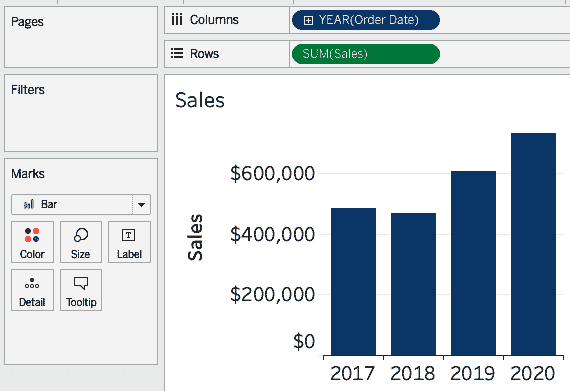 Pages
Columns
YEAR(Order Date)
Rows
SUM(Sales)
Filters
Marks
Bar
Color
Size
T
Label
Detail
Tooltip
Sales
Sales
$600,000
$400,000
$200,000
$0
2017 2018 2019 2020